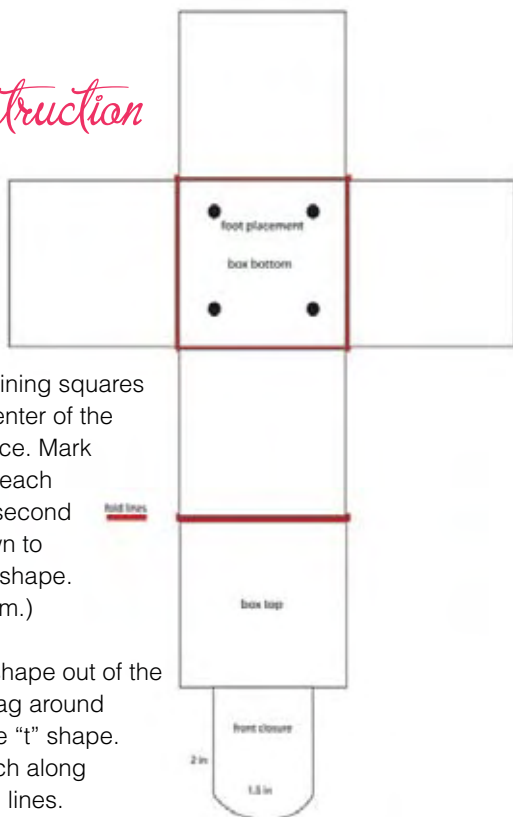 truction
foot placement
box bottom
ining squares
enter of the
ce. Mark
each
second
n to
shape.
m.)
fold lines
box top
hape out of the
ag around
e “t” shape.
ch along
lines.
front closure
2 in
1.5 in